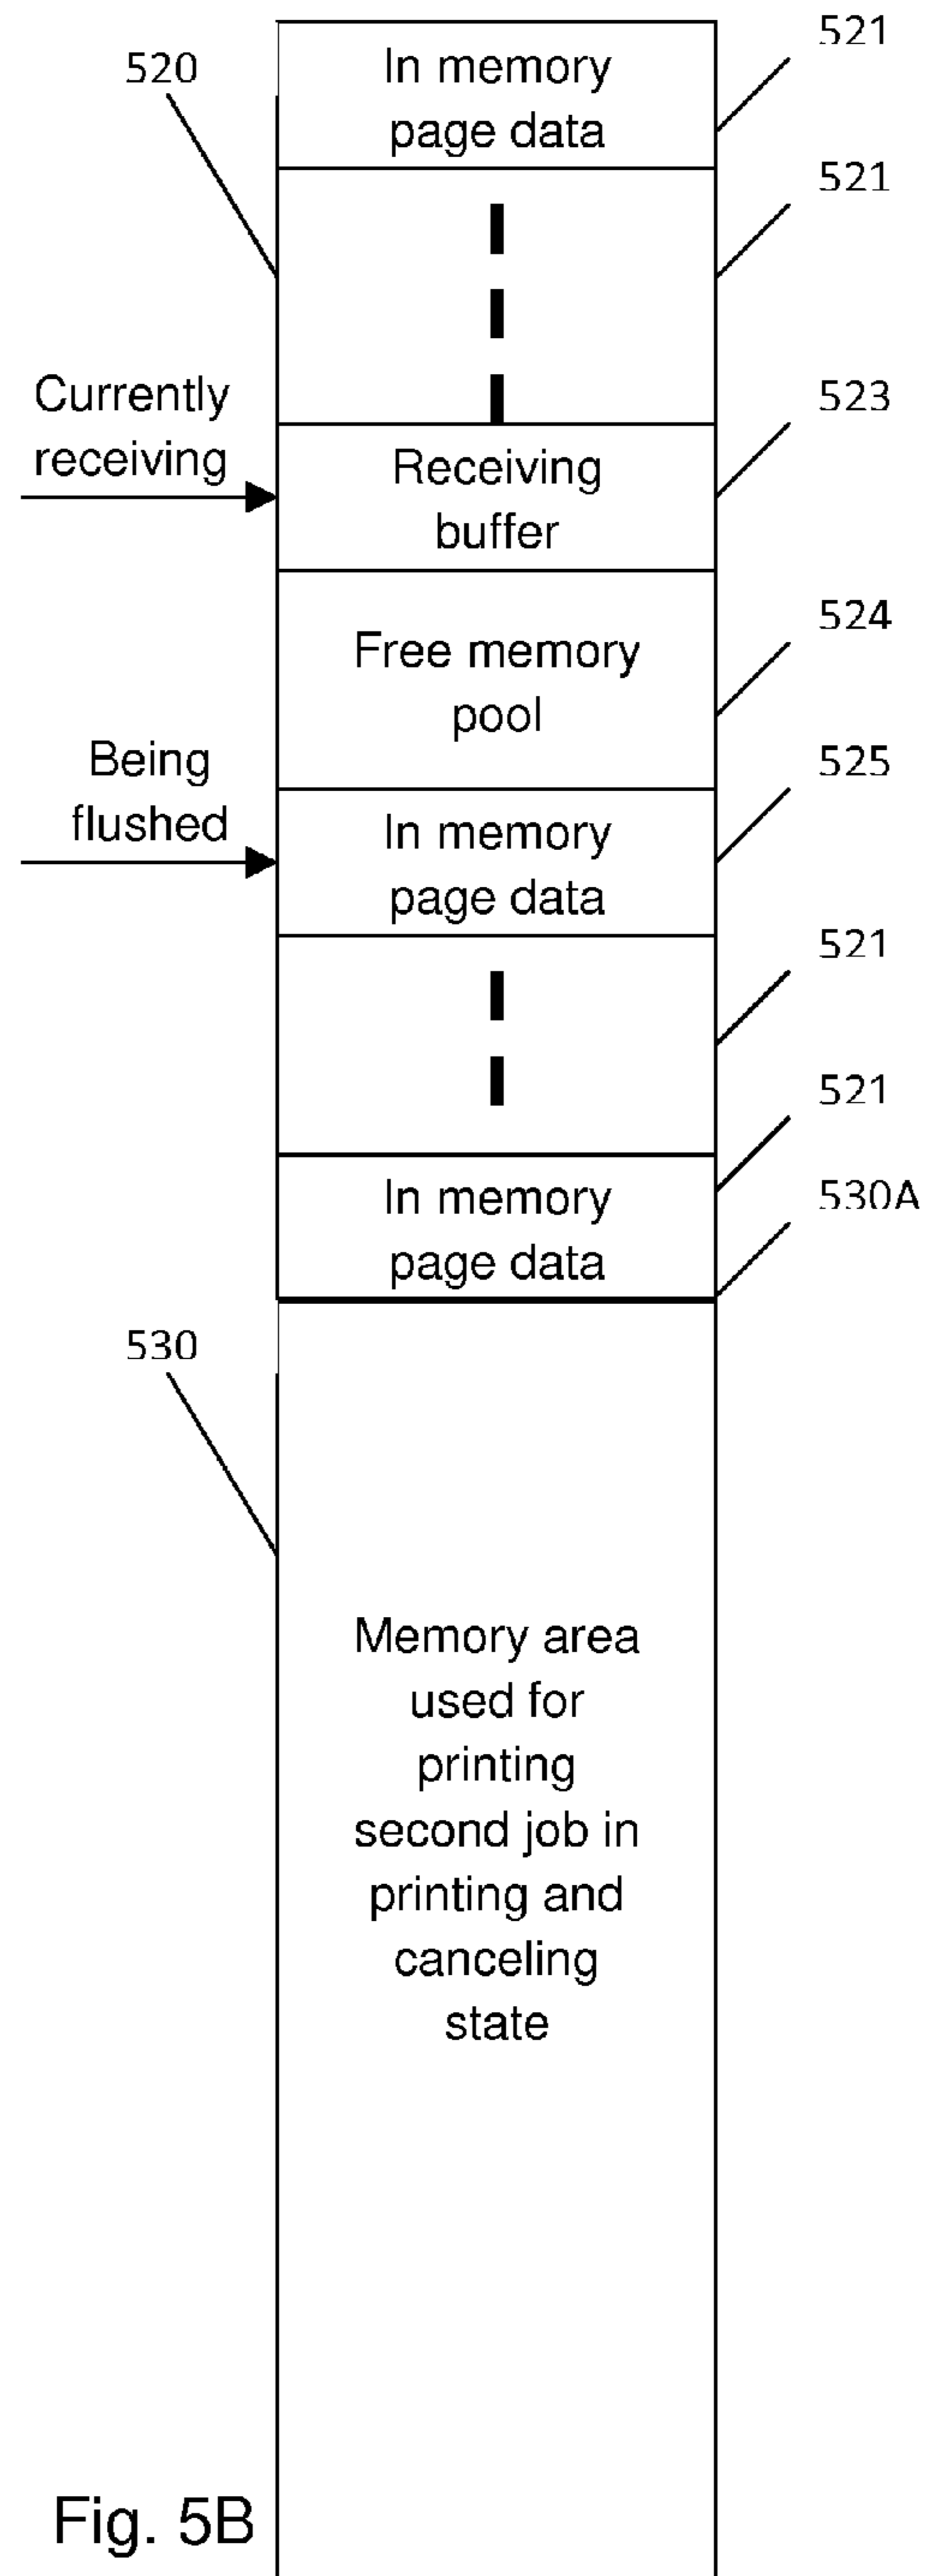 521
520
In memory
page data
521
Currently
receiving
523
Receiving
buffer
524
Free memory
pool
Being
flushed
525
In memory
page data
521
521
530A
In memory
page data
530
Memory area
used for
printing
second job in
printing and
canceling
state
Fig. 5B